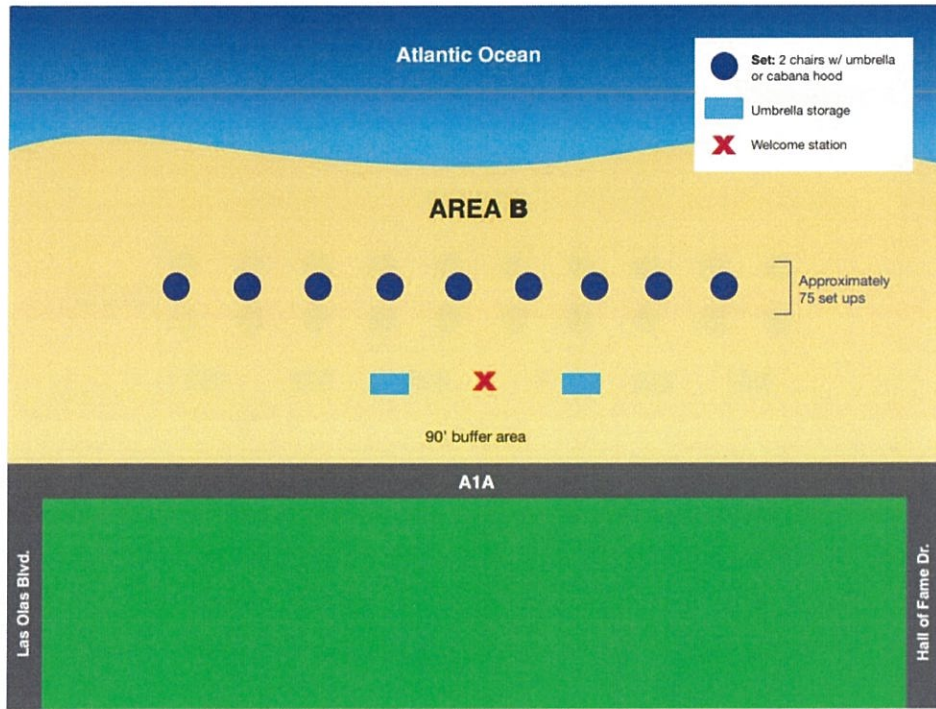 Atlantic Ocean
Set: 2 chairs w/ umbrella
or cabana hood
Umbrella storage
X Welcome station
AREA B
Approximately
75 set ups
X
90' buffer area
A1A
Las Olas Blvd.
Hall of Fame Dr.